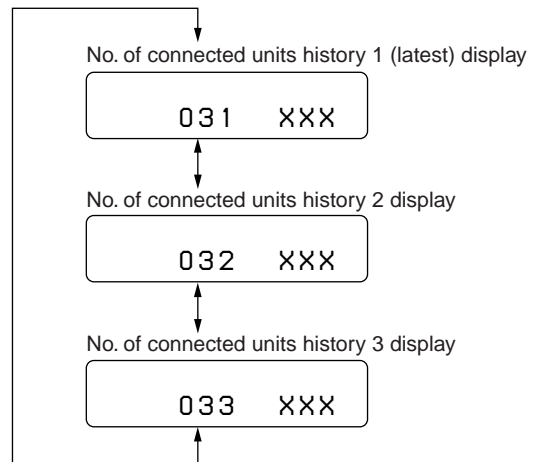 No. of connected units history 1 (latest) display
031 XXX
No. of connected units history 2 display
032 XXX
No. of connected units history 3 display
033 XXX